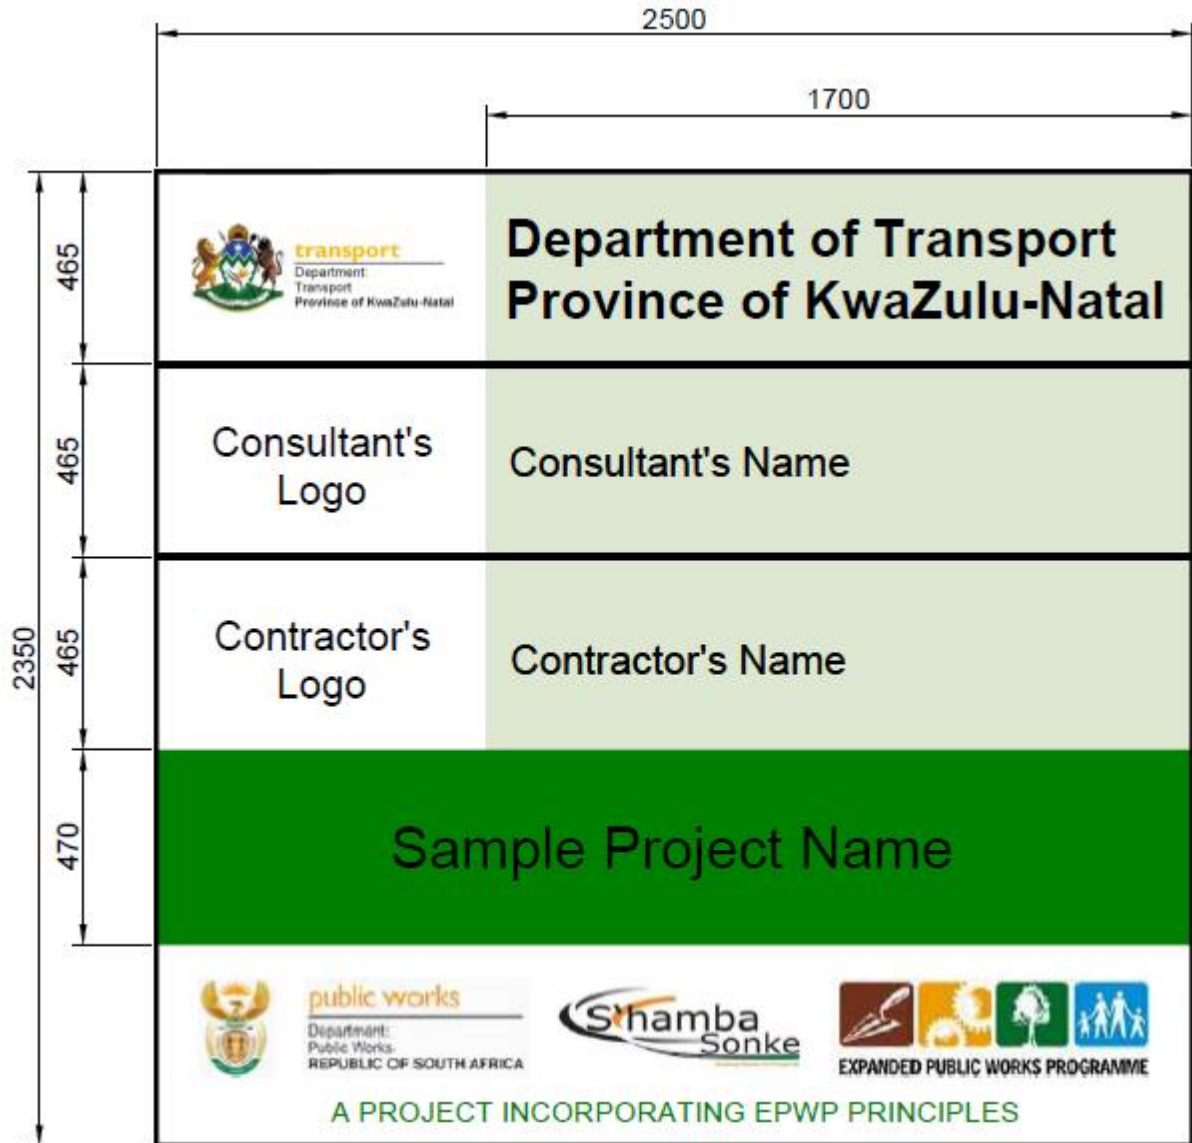 2500
1700
465
transport
Department:
Transport
Province of KwaZulu-Natal
Department of Transport
Province of KwaZulu-Natal
465
Consultant's
Logo
Consultant's Name
2350
465
Contractor's
Logo
Contractor's Name
470
Sample Project Name
public works
Department:
Public Works
REPUBLIC OF SOUTH AFRICA
S'hamba
Sonke
EXPANDED PUBLIC WORKS PROGRAMME
A PROJECT INCORPORATING EPWP PRINCIPLES